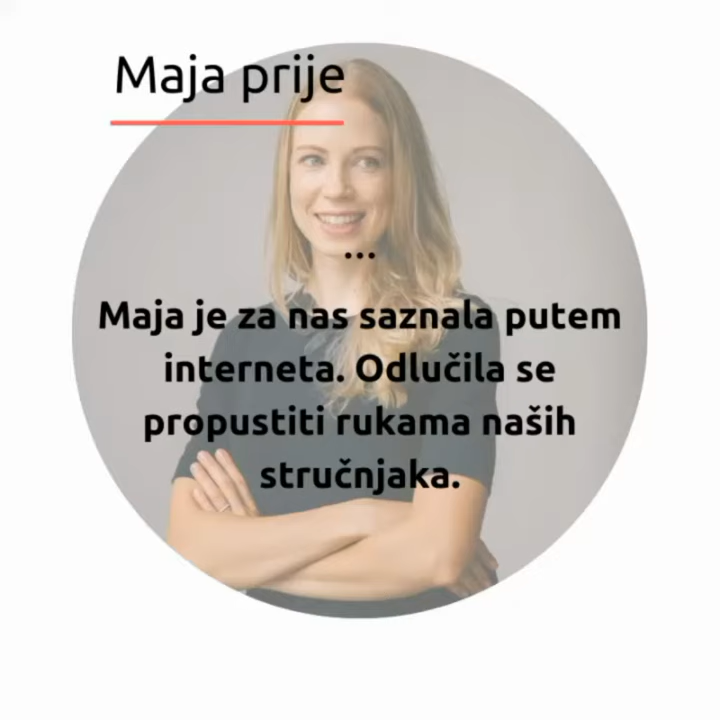 Maja prije
...
Maja je za nas saznala putem
interneta. Odlučila se
propustiti rukama naših
stručnjaka.